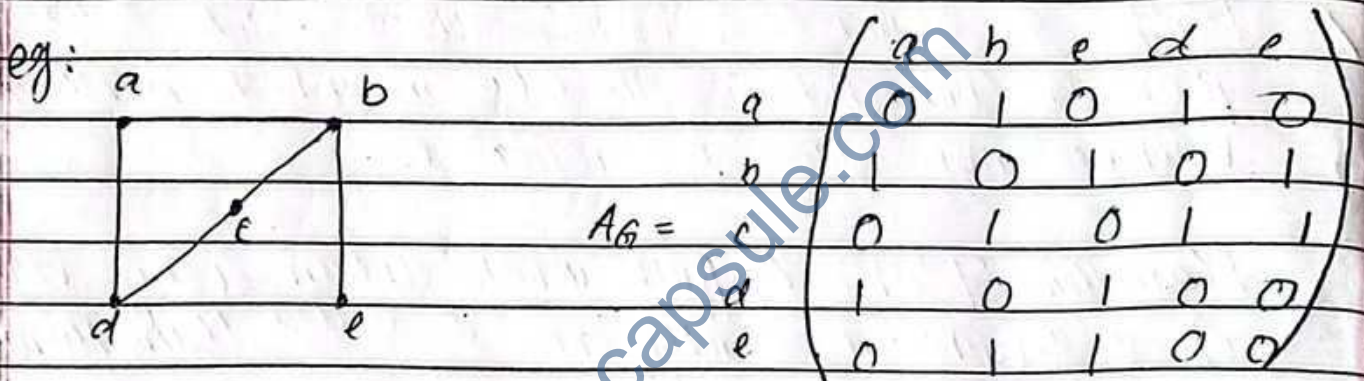 eg:
a b
c
d e
a b c d e
a 0 1 0 1 0
b 1 0 1 0 1
A_G = c 0 1 0 1 1
d 1 0 1 0 0
e 0 1 1 0 0
capsule.com